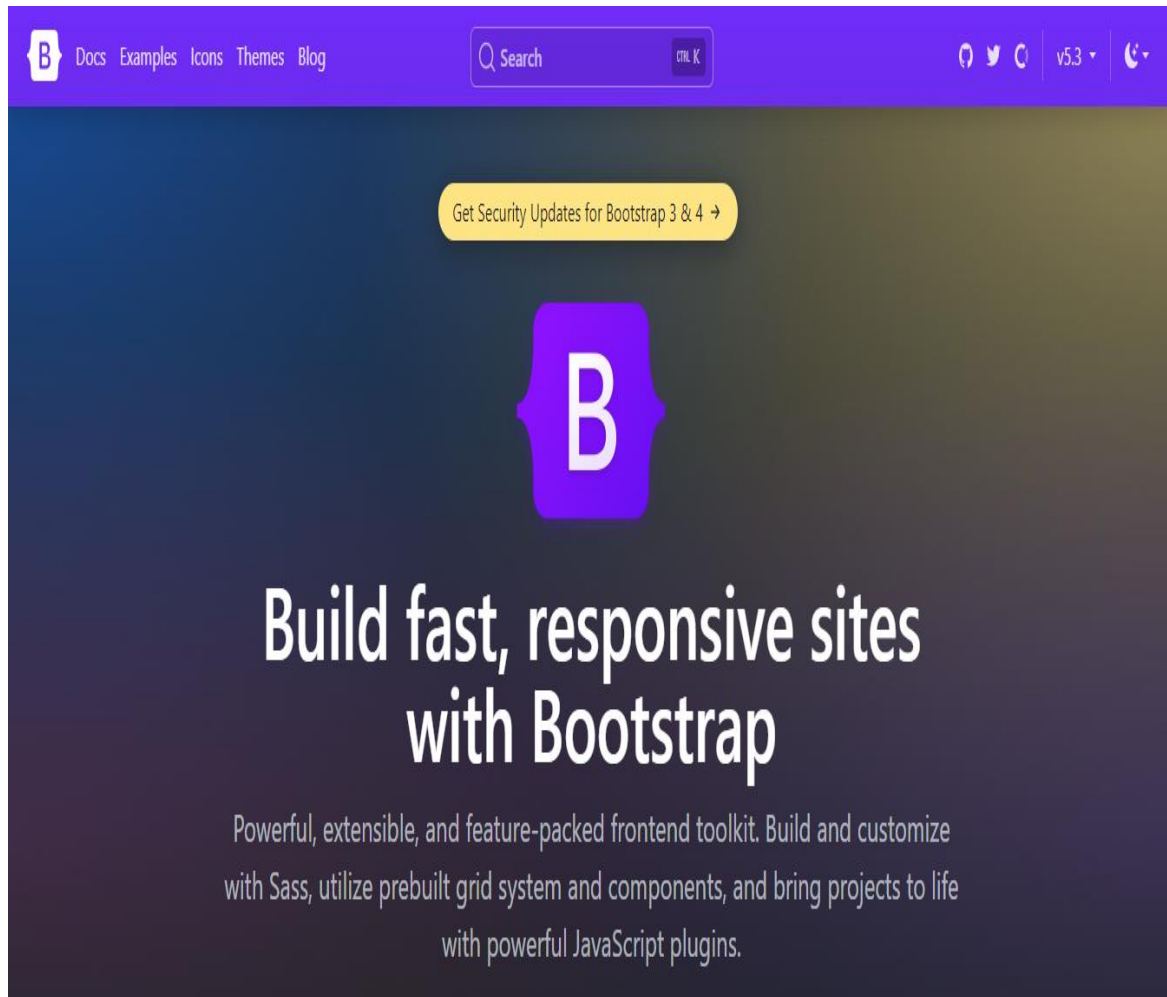 B Docs Examples Icons Themes Blog Search CTRL K v5.3
Get Security Updates for Bootstrap 3 & 4 →
B
Build fast, responsive sites
with Bootstrap
Powerful, extensible, and feature-packed frontend toolkit. Build and customize
with Sass, utilize prebuilt grid system and components, and bring projects to life
with powerful JavaScript plugins.